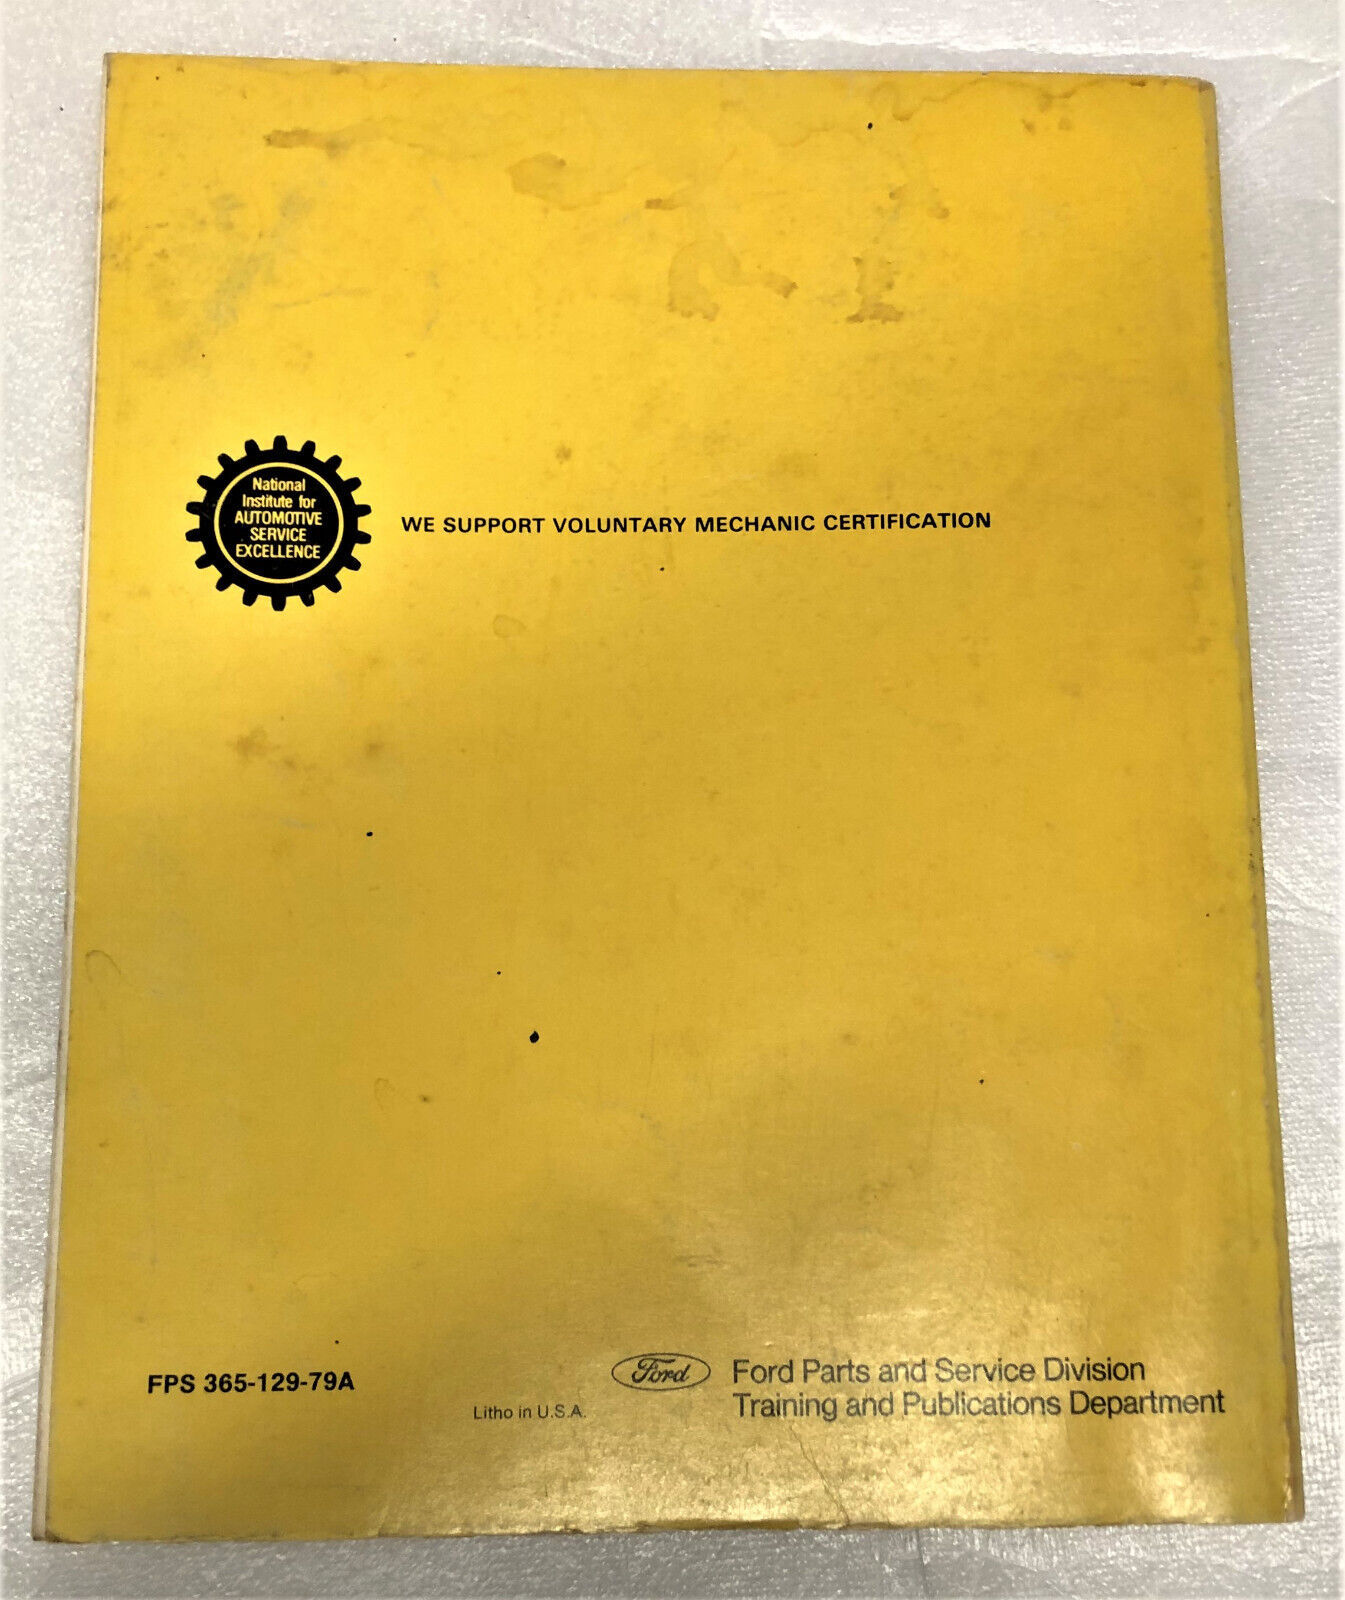 National
Institute for
AUTOMOTIVE
SERVICE
EXCELLENCE
WE SUPPORT VOLUNTARY MECHANIC CERTIFICATION
FPS 365-129-79A
Litho in U.S.A.
Ford
Ford Parts and Service Division
Training and Publications Department